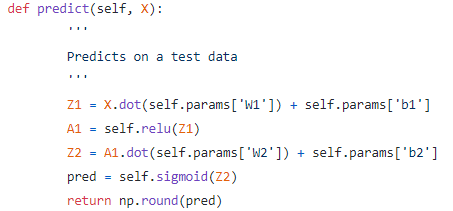 def predict(self, X):
        '''
        Predicts on a test data
        '''
        Z1 = X.dot(self.params['W1']) + self.params['b1']
        A1 = self.relu(Z1)
        Z2 = A1.dot(self.params['W2']) + self.params['b2']
        pred = self.sigmoid(Z2)
        return np.round(pred)